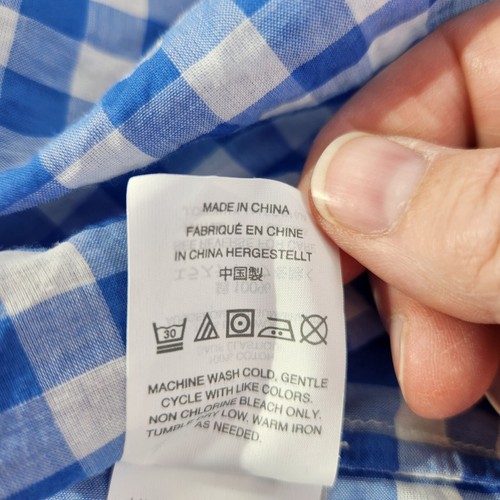 MADE IN CHINA
FABRIQUÉ EN CHINE
IN CHINA HERGESTELLT
中国製
30
MACHINE WASH COLD, GENTLE
CYCLE WITH LIKE COLORS.
NON CHLORINE BLEACH ONLY.
TUMBLE DRY LOW, WARM IRON
AS NEEDED.